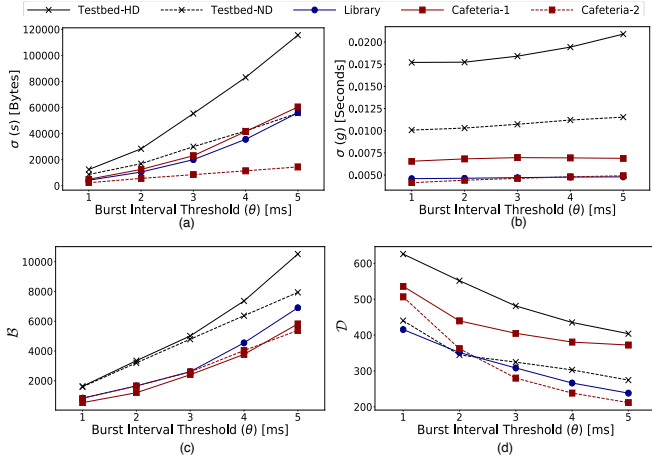 Testbed-HD Testbed-ND Library Cafeteria-1 Cafeteria-2
120000
100000
80000
60000
40000
20000
0
σ (s) [Bytes]
1 2 3 4 5
Burst Interval Threshold (θ) [ms]
(a)
0.0200
0.0175
0.0150
0.0125
0.0100
0.0075
0.0050
σ (g) [Seconds]
1 2 3 4 5
Burst Interval Threshold (θ) [ms]
(b)
10000
8000
6000
4000
2000
ℬ
1 2 3 4 5
Burst Interval Threshold (θ) [ms]
(c)
600
500
400
300
200
𝒟
1 2 3 4 5
Burst Interval Threshold (θ) [ms]
(d)